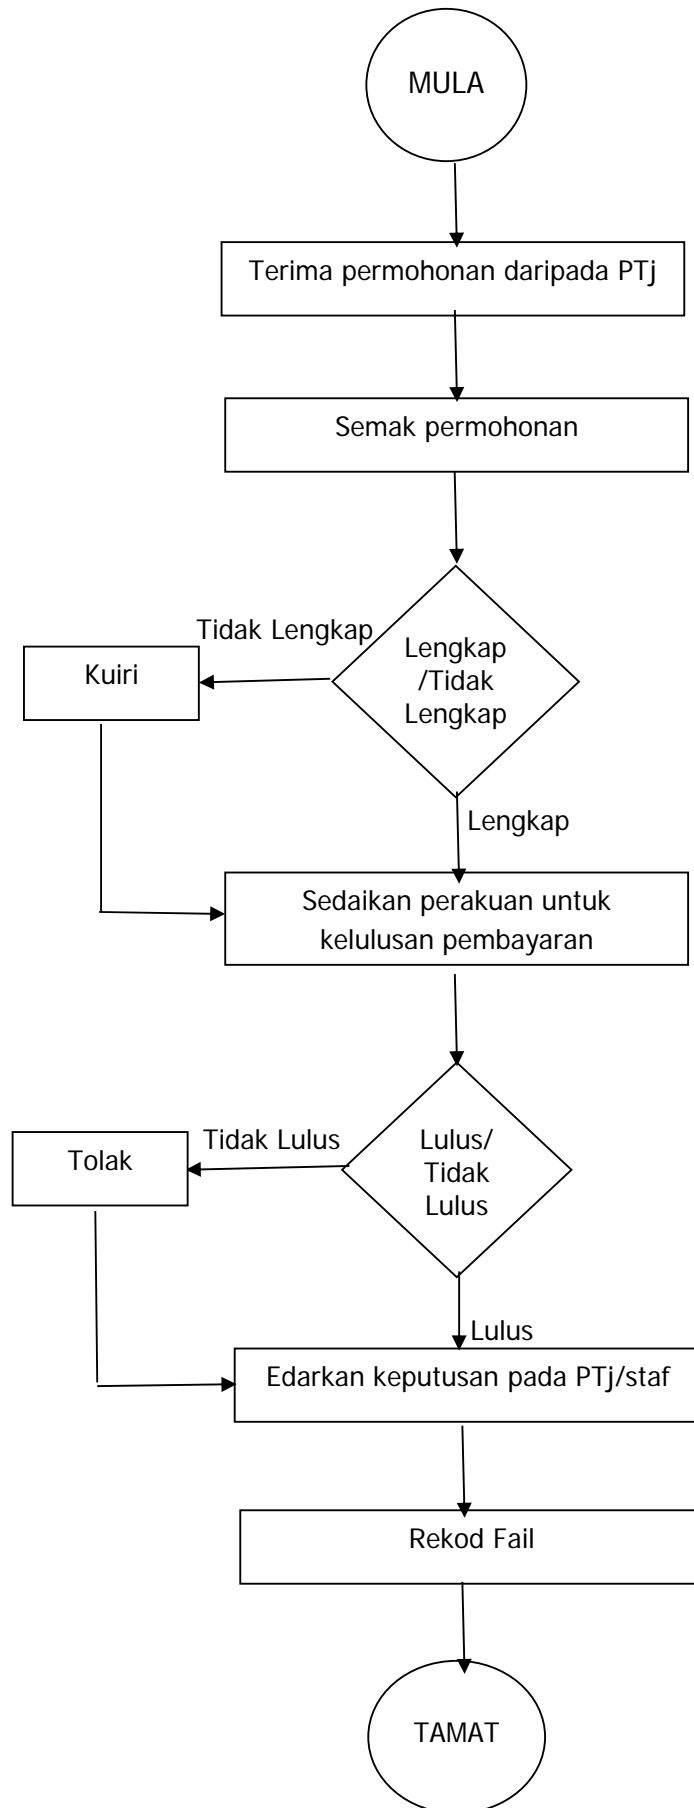 MULA
Terima permohonan daripada PTj
Semak permohonan
Tidak Lengkap
Kuiri
Lengkap
/Tidak
Lengkap
Lengkap
Sedaikan perakuan untuk
kelulusan pembayaran
Tidak Lulus
Tolak
Lulus/
Tidak
Lulus
Lulus
Edarkan keputusan pada PTj/staf
Rekod Fail
TAMAT